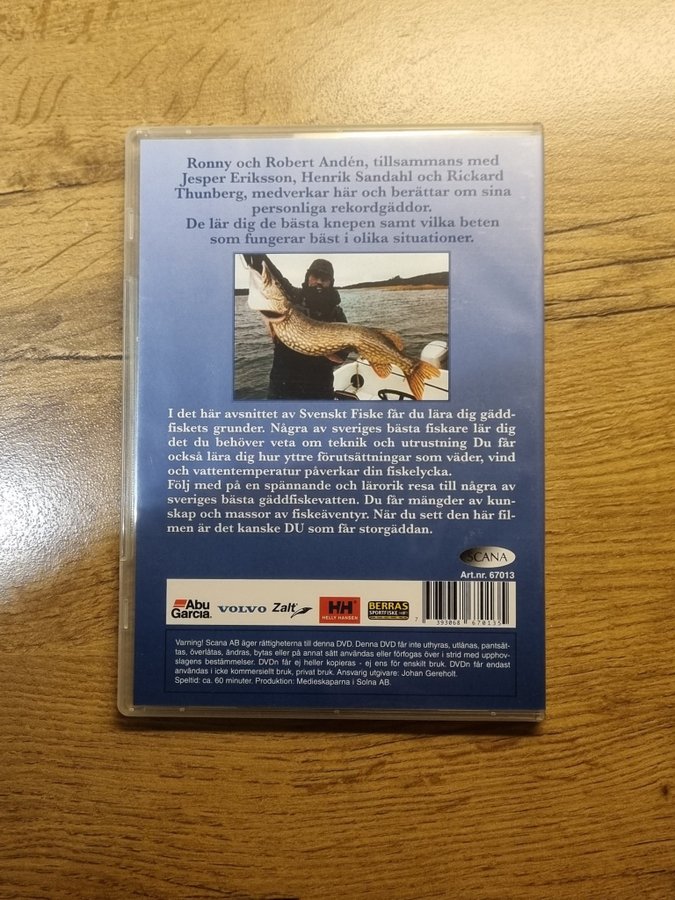 Ronny och Robert Andén, tillsammans med
Jesper Eriksson, Henrik Sandahl och Rickard
Thunberg, medverkar här och berättar om sina
personliga rekordgäddor.
De lär dig de bästa knepen samt vilka beten
som fungerar bäst i olika situationer.
I det här avsnittet av Svenskt Fiske får du lära dig gädd-
fiskets grunder. Några av sveriges bästa fiskare lär dig
det du behöver veta om teknik och utrustning Du får
också lära dig hur yttre förutsättningar som väder, vind
och vattentemperatur påverkar din fiskelycka.
Följ med på en spännande och lärorik resa till några av
sveriges bästa gäddfiskevatten. Du får mängder av kun-
skap och massor av fiskeäventyr. När du sett den här fil-
men är det kanske DU som får storgäddan.
SCANA
Art.nr. 67013
Abu Garcia VOLVO Zalt HH HELLY HANSEN BERRAS SPORTFISKE
7 393068 670135
Varning! Scana AB äger rättigheterna till denna DVD. Denna DVD får inte uthyras, utlånas, pantsät-
tas, överlåtas, ändras, bytas eller på annat sätt användas eller förfogas över i strid med upphov-
slagens bestämmelser. DVDn får ej heller kopieras - ej ens för enskilt bruk. DVDn får endast
användas i icke kommersiellt bruk, privat bruk. Ansvarig utgivare: Johan Gereholt.
Speltid: ca. 60 minuter. Produktion: Medieskaparna i Solna AB.